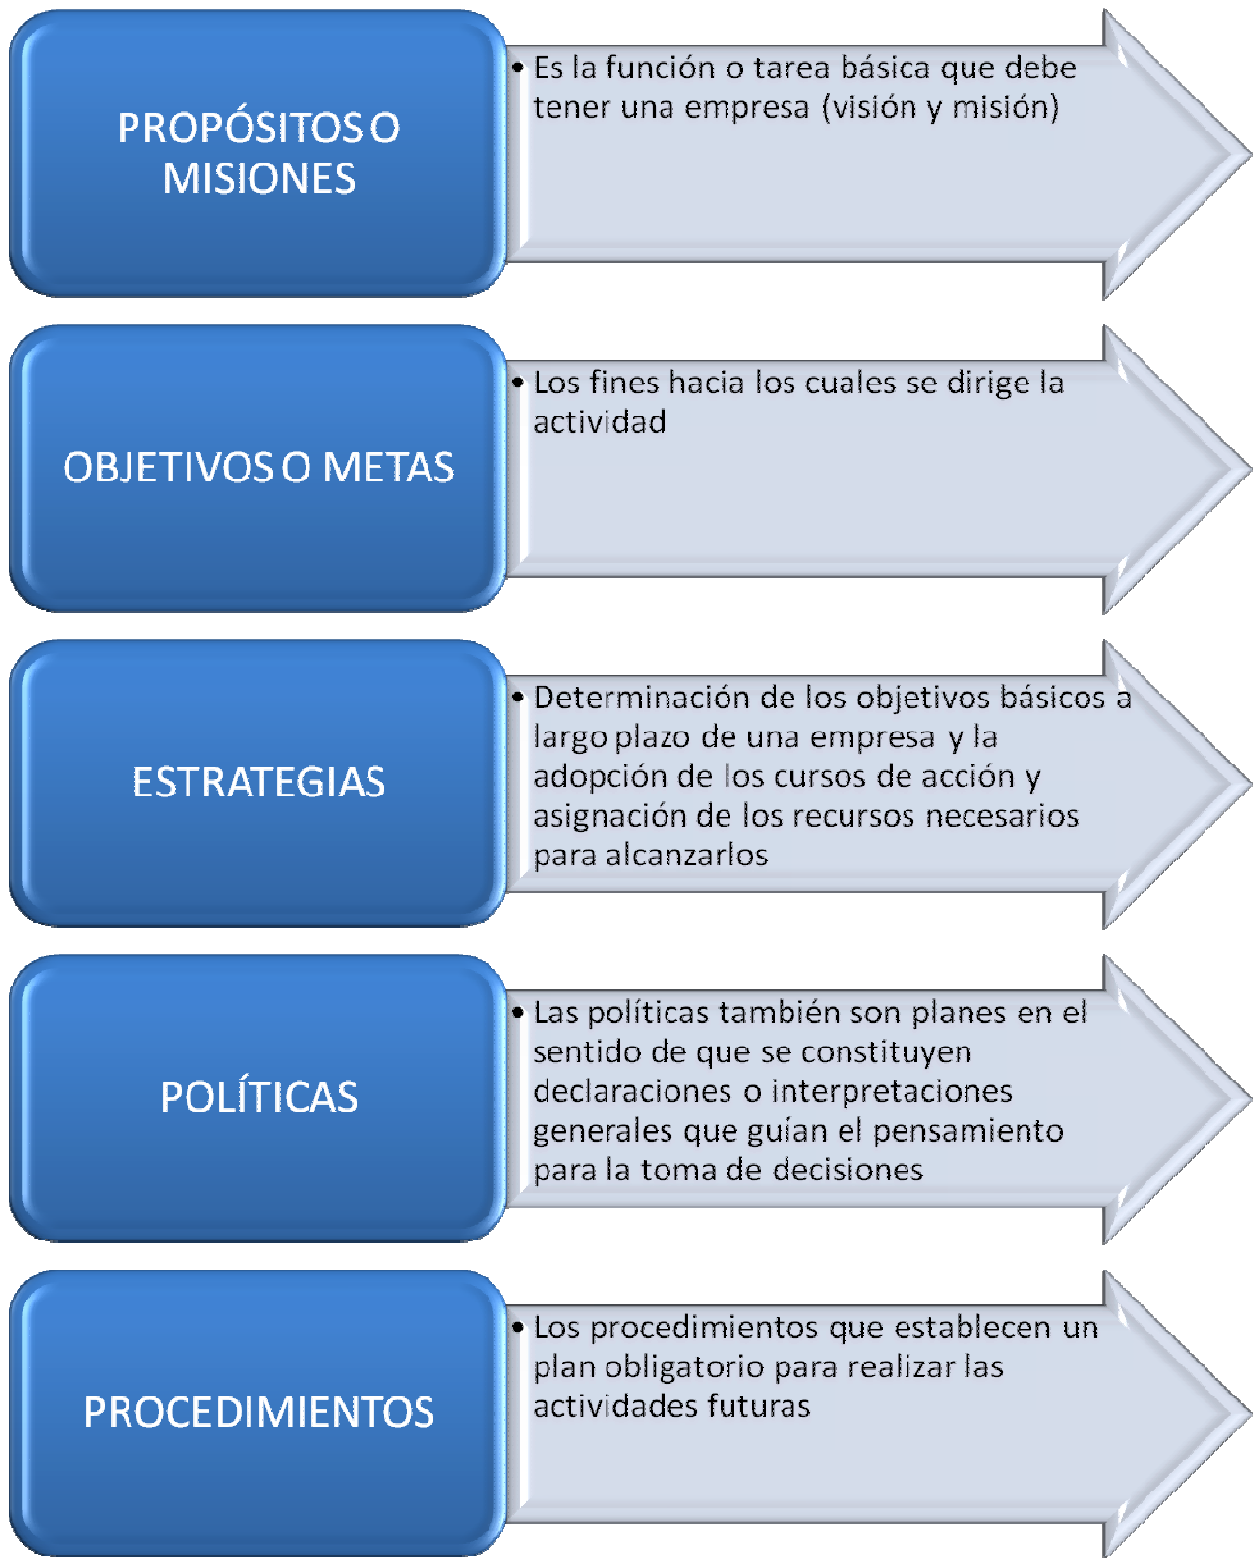 PROPÓSITOS O
MISIONES
• Es la función o tarea básica que debe
tener una empresa (visión y misión)
OBJETIVOS O METAS
• Los fines hacia los cuales se dirige la
actividad
ESTRATEGIAS
• Determinación de los objetivos básicos a
largo plazo de una empresa y la
adopción de los cursos de acción y
asignación de los recursos necesarios
para alcanzarlos
POLÍTICAS
• Las políticas también son planes en el
sentido de que se constituyen
declaraciones o interpretaciones
generales que guían el pensamiento
para la toma de decisiones
PROCEDIMIENTOS
• Los procedimientos que establecen un
plan obligatorio para realizar las
actividades futuras